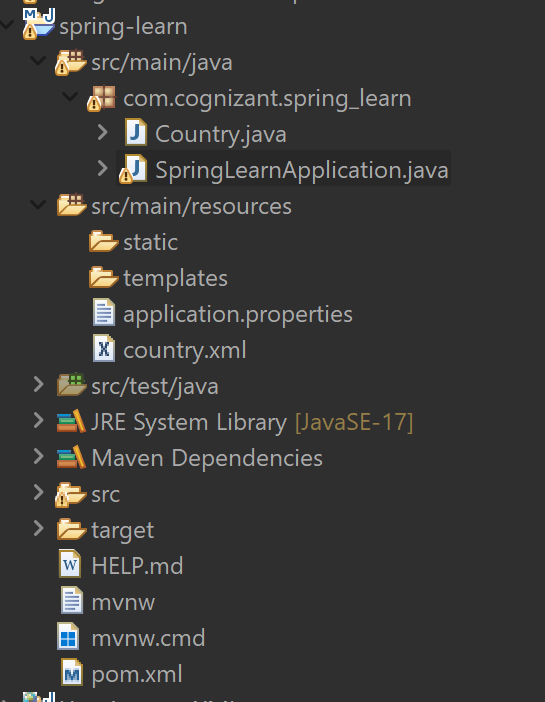 spring-learn
src/main/java
com.cognizant.spring_learn
Country.java
SpringLearnApplication.java
src/main/resources
static
templates
application.properties
country.xml
src/test/java
JRE System Library [JavaSE-17]
Maven Dependencies
src
target
HELP.md
mvnw
mvnw.cmd
pom.xml